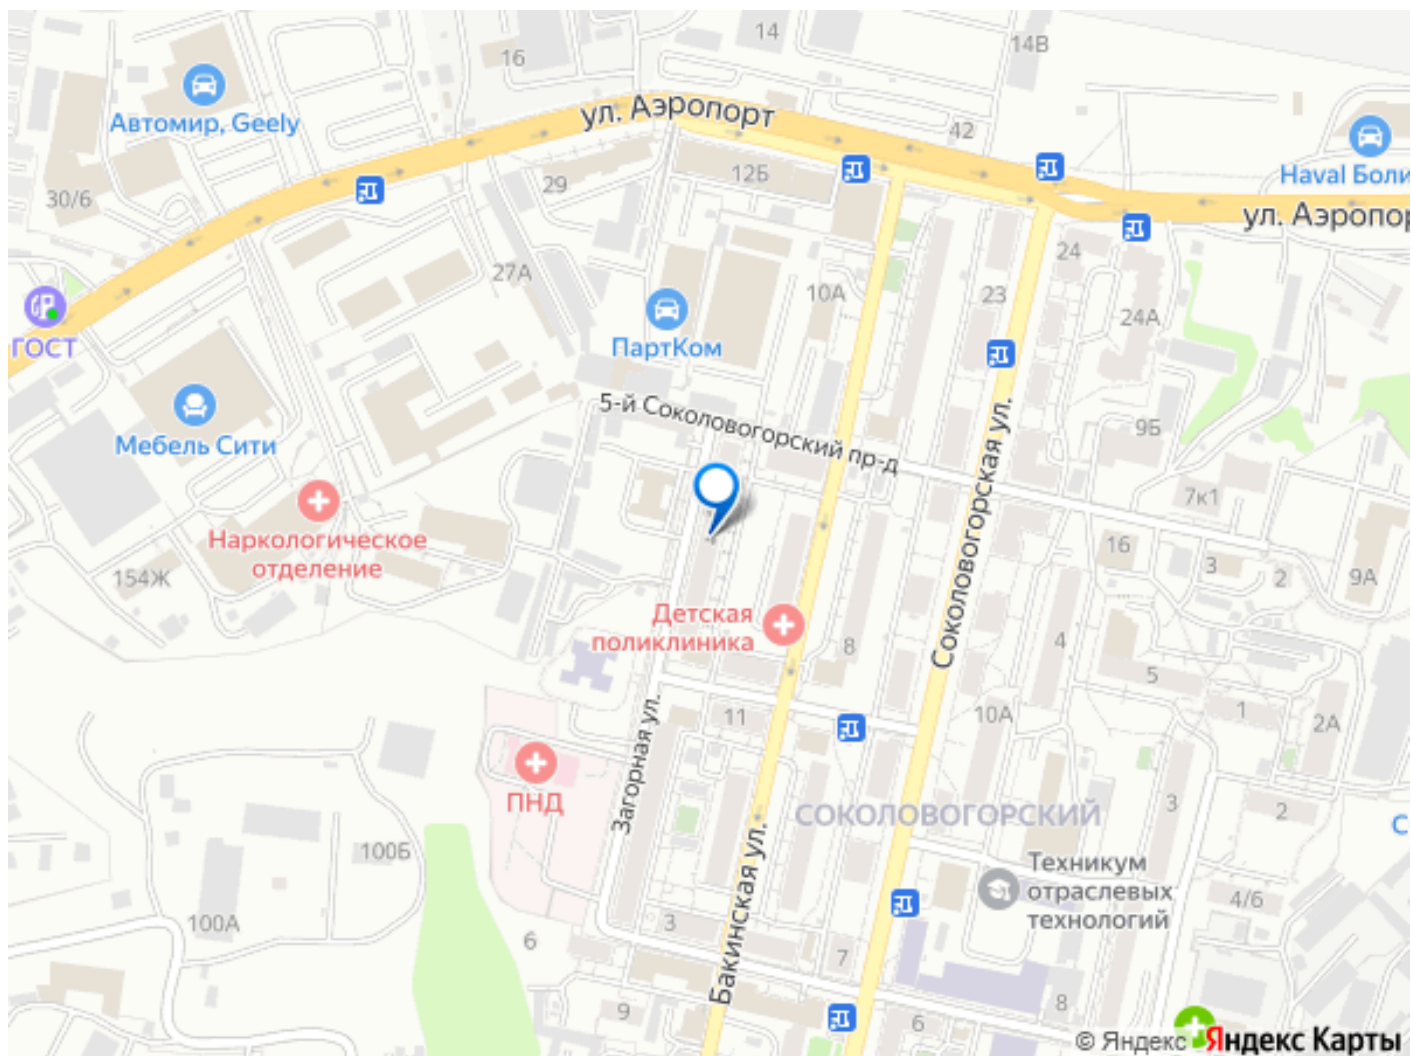 14
14В
16
Автомир, Geely
ул. Аэропорт
42
Haval Боли
30/6
29
12Б
ул. Аэропор
24
27А
10А
23
24А
ГОСТ
ПартКом
5-й Соколовогорский пр-д
Мебель Сити
9Б
7к1
Соколовогорская ул.
Наркологическое
отделение
154Ж
16
3
2
9А
Детская
поликлиника
8
4
5
Загорная ул.
11
10А
1
2А
ПНД
СОКОЛОВОГОРСКИЙ
3
2
С
Бакинская ул.
100Б
Техникум
отраслевых
технологий
4/6
100А
6
3
7
9
6
8
© Яндекс
Яндекс Карты